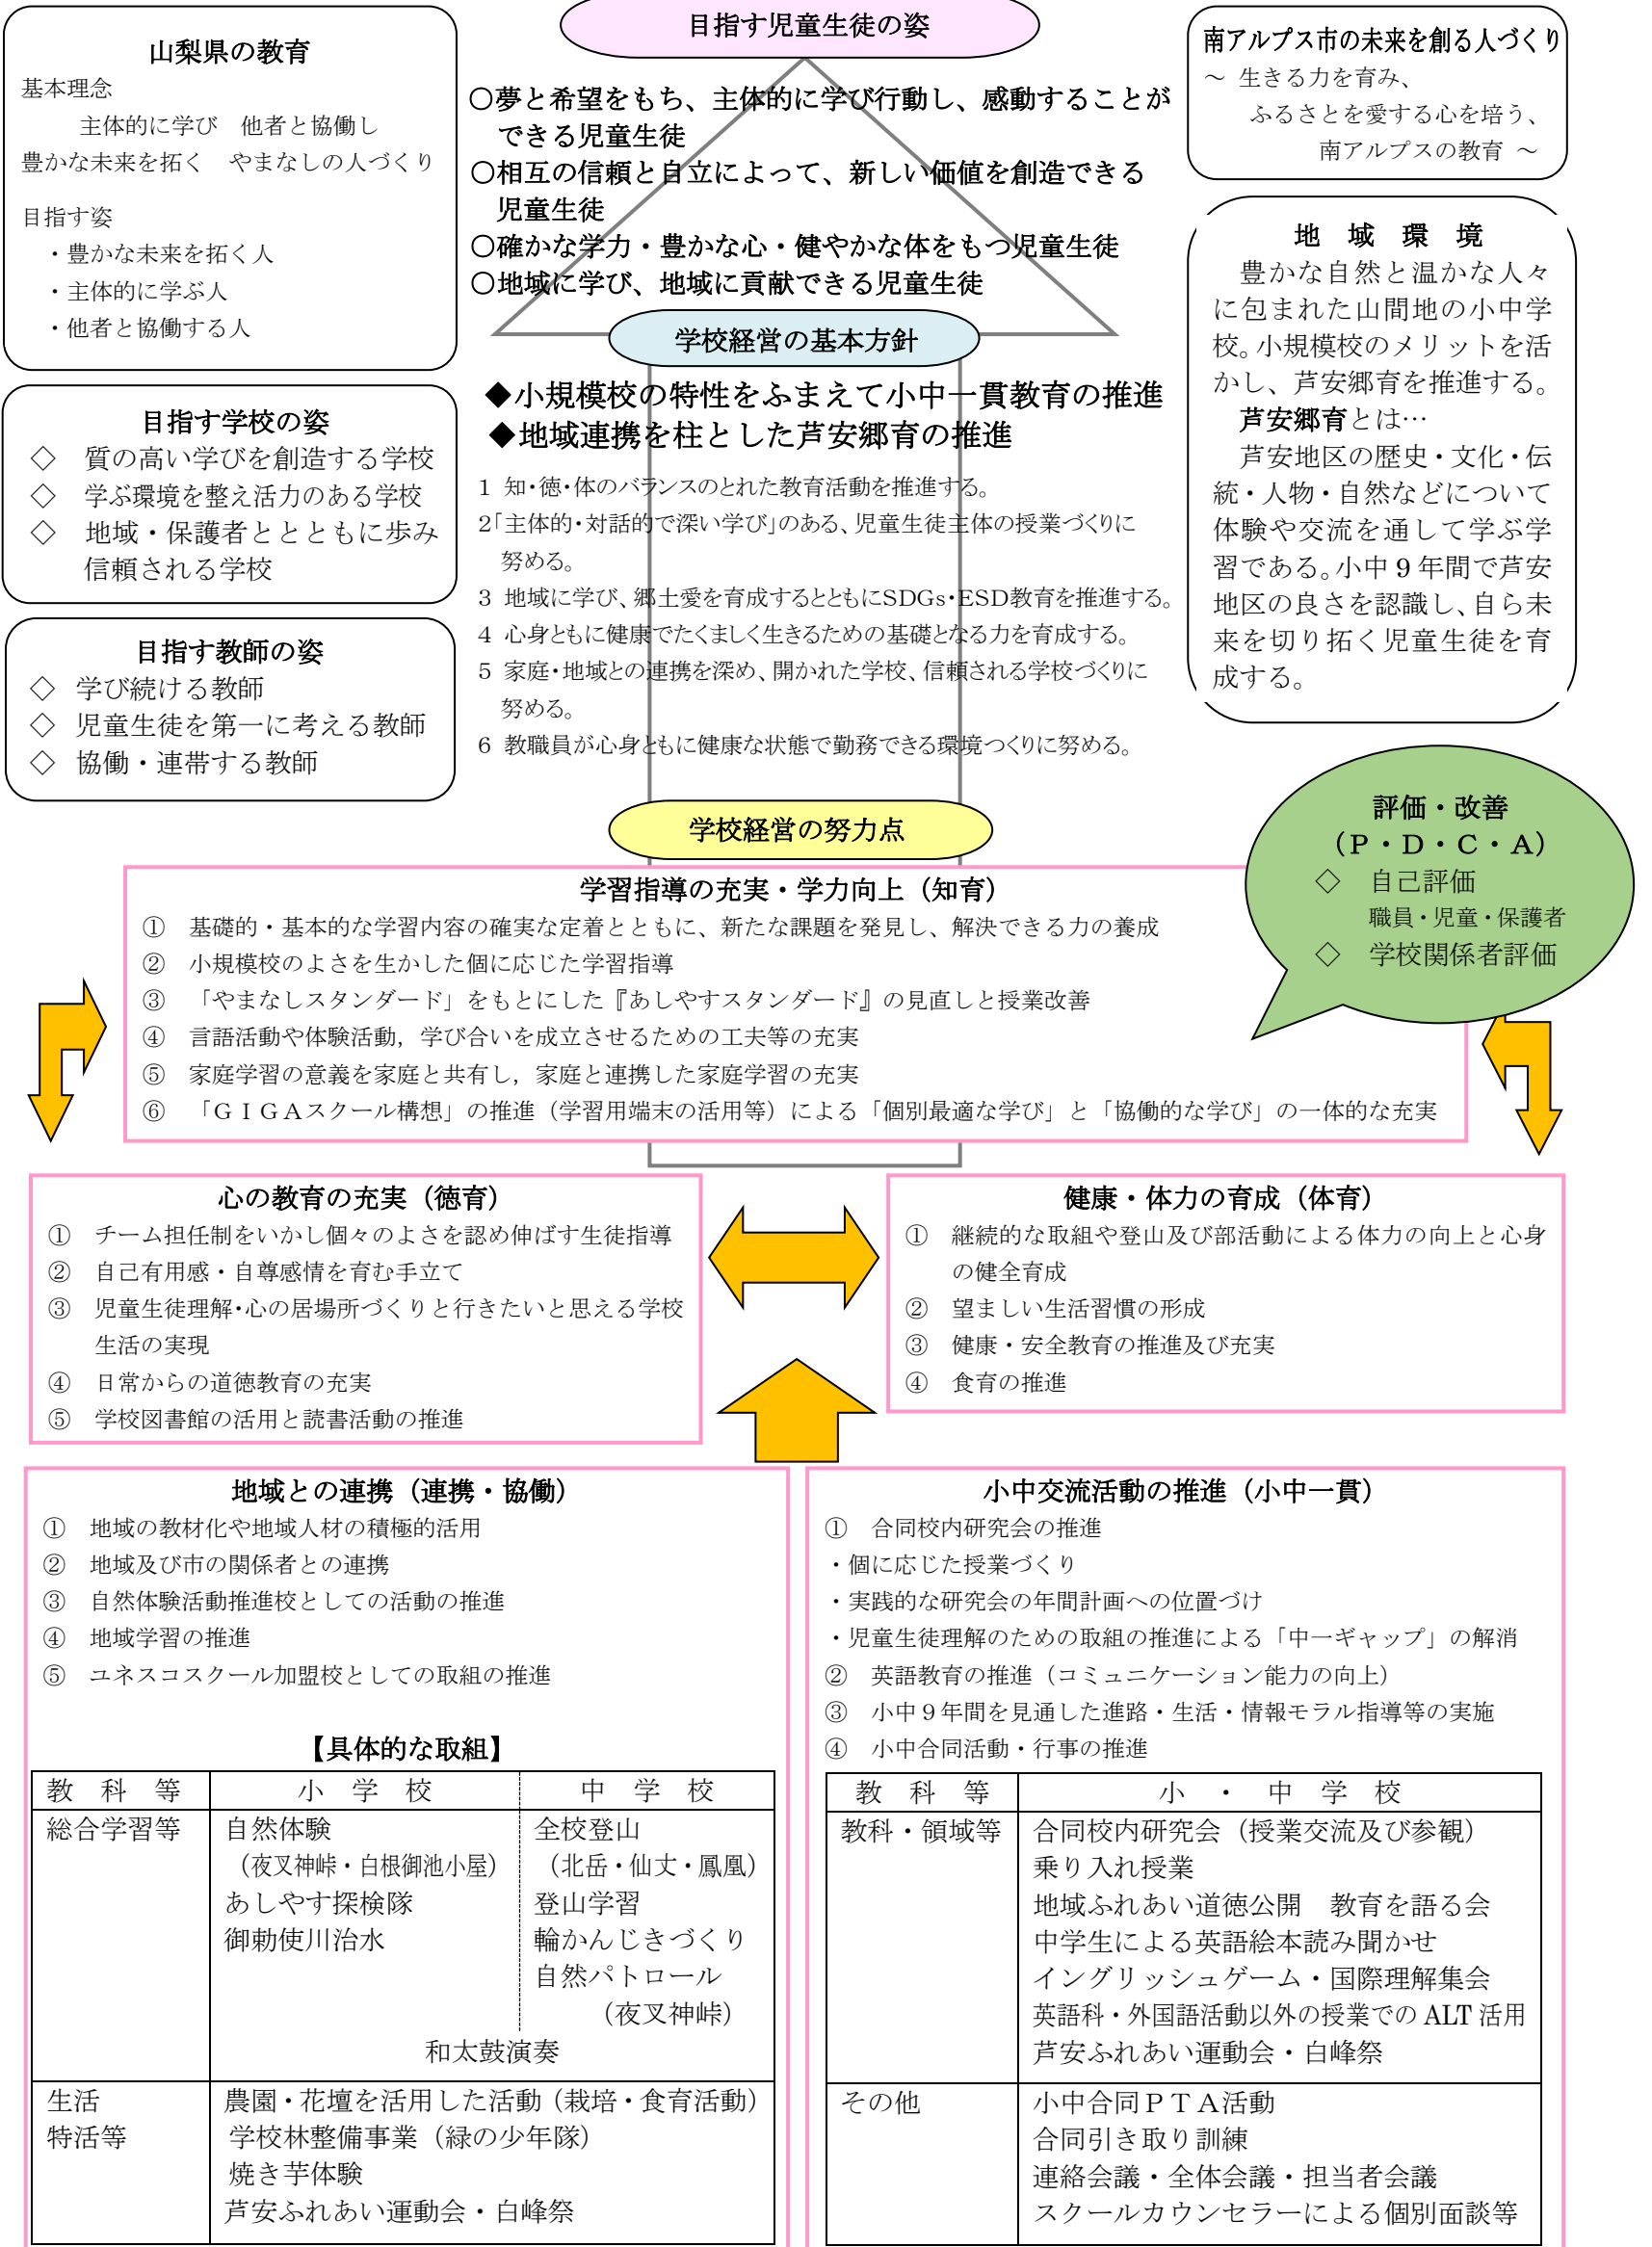 目指す児童生徒の姿
〇夢と希望をもち、主体的に学び行動し、感動することが
できる児童生徒
〇相互の信頼と自立によって、新しい価値を創造できる
児童生徒
〇確かな学力・豊かな心・健やかな体をもつ児童生徒
〇地域に学び、地域に貢献できる児童生徒
山梨県の教育
基本理念
主体的に学び　他者と協働し
豊かな未来を拓く　やまなしの人づくり
目指す姿
・豊かな未来を拓く人
・主体的に学ぶ人
・他者と協働する人
目指す学校の姿
◇　質の高い学びを創造する学校
◇　学ぶ環境を整え活力のある学校
◇　地域・保護者ととともに歩み
信頼される学校
目指す教師の姿
◇　学び続ける教師
◇　児童生徒を第一に考える教師
◇　協働・連帯する教師
南アルプス市の未来を創る人づくり
～ 生きる力を育み、
ふるさとを愛する心を培う、
南アルプスの教育 ～
地　域　環　境
豊かな自然と温かな人々
に包まれた山間地の小中学
校。小規模校のメリットを活
かし、芦安郷育を推進する。
芦安郷育とは…
芦安地区の歴史・文化・伝
統・人物・自然などについて
体験や交流を通して学ぶ学
習である。小中9年間で芦安
地区の良さを認識し、自ら未
来を切り拓く児童生徒を育
成する。
学校経営の基本方針
◆小規模校の特性をふまえて小中一貫教育の推進
◆地域連携を柱とした芦安郷育の推進
1 知・徳・体のバランスのとれた教育活動を推進する。
2「主体的・対話的で深い学び」のある、児童生徒主体の授業づくりに
努める。
3 地域に学び、郷土愛を育成するとともにSDGs・ESD教育を推進する。
4 心身ともに健康でたくましく生きるための基礎となる力を育成する。
5 家庭・地域との連携を深め、開かれた学校、信頼される学校づくりに
努める。
6 教職員が心身ともに健康な状態で勤務できる環境つくりに努める。
評価・改善
（P・D・C・A）
◇　自己評価
職員・児童・保護者
◇　学校関係者評価
学校経営の努力点
学習指導の充実・学力向上（知育）
①　基礎的・基本的な学習内容の確実な定着とともに、新たな課題を発見し、解決できる力の養成
②　小規模校のよさを生かした個に応じた学習指導
③　「やまなしスタンダード」をもとにした『あしやすスタンダード』の見直しと授業改善
④　言語活動や体験活動，学び合いを成立させるための工夫等の充実
⑤　家庭学習の意義を家庭と共有し，家庭と連携した家庭学習の充実
⑥　「ＧＩＧＡスクール構想」の推進（学習用端末の活用等）による「個別最適な学び」と「協働的な学び」の一体的な充実
心の教育の充実（徳育）
①　チーム担任制をいかし個々のよさを認め伸ばす生徒指導
②　自己有用感・自尊感情を育む手立て
③　児童生徒理解・心の居場所づくりと行きたいと思える学校
生活の実現
④　日常からの道徳教育の充実
⑤　学校図書館の活用と読書活動の推進
健康・体力の育成（体育）
①　継続的な取組や登山及び部活動による体力の向上と心身
の健全育成
②　望ましい生活習慣の形成
③　健康・安全教育の推進及び充実
④　食育の推進
地域との連携（連携・協働）
①　地域の教材化や地域人材の積極的活用
②　地域及び市の関係者との連携
③　自然体験活動推進校としての活動の推進
④　地域学習の推進
⑤　ユネスコスクール加盟校としての取組の推進
【具体的な取組】
教　科　等　小　学　校　中　学　校
総合学習等　自然体験　全校登山
（夜叉神峠・白根御池小屋）　（北岳・仙丈・鳳凰）
あしやす探検隊　登山学習
御勅使川治水　輪かんじきづくり
自然パトロール
（夜叉神峠）
和太鼓演奏
生活　農園・花壇を活用した活動（栽培・食育活動）
特活等　学校林整備事業（緑の少年隊）
焼き芋体験
芦安ふれあい運動会・白峰祭
小中交流活動の推進（小中一貫）
①　合同校内研究会の推進
・個に応じた授業づくり
・実践的な研究会の年間計画への位置づけ
・児童生徒理解のための取組の推進による「中一ギャップ」の解消
②　英語教育の推進（コミュニケーション能力の向上）
③　小中９年間を見通した進路・生活・情報モラル指導等の実施
④　小中合同活動・行事の推進
教　科　等　小　・　中　学　校
教科・領域等　合同校内研究会（授業交流及び参観）
乗り入れ授業
地域ふれあい道徳公開　教育を語る会
中学生による英語絵本読み聞かせ
イングリッシュゲーム・国際理解集会
英語科・外国語活動以外の授業での ALT 活用
芦安ふれあい運動会・白峰祭
その他　小中合同ＰＴＡ活動
合同引き取り訓練
連絡会議・全体会議・担当者会議
スクールカウンセラーによる個別面談等